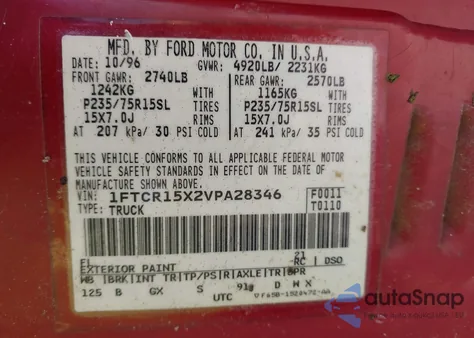 MFD. BY FORD MOTOR CO. IN U.S.A.
DATE: 10/96 GVWR: 4920LB/ 2231KG
FRONT GAWR: 2740LB REAR GAWR: 2570LB
1242KG WITH 1165KG WITH
P235/75R15SL TIRES P235/75R15SL TIRES
15X7.0J RIMS 15X7.0J RIMS
AT 207 kPa/ 30 PSI COLD AT 241 kPa/ 35 PSI COLD
THIS VEHICLE CONFORMS TO ALL APPLICABLE FEDERAL MOTOR
VEHICLE SAFETY STANDARDS IN EFFECT ON THE DATE OF
MANUFACTURE SHOWN ABOVE.
VIN: 1FTCR15X2VPA28346 F0011
TYPE: TRUCK T0110
EXTERIOR PAINT 21 RC| DSO
WB |BRK|INT TR|TP/PS|R|AXLE|TR|SPR
125 B GX S D W X
UTC
autoSnap